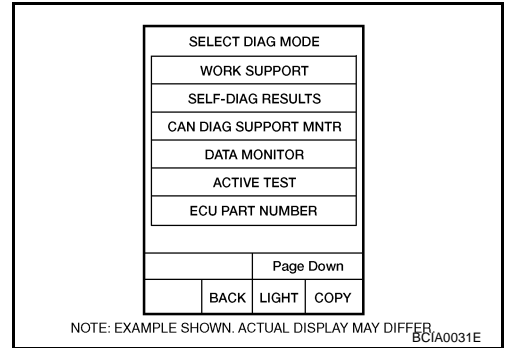 SELECT DIAG MODE
WORK SUPPORT
SELF-DIAG RESULTS
CAN DIAG SUPPORT MNTR
DATA MONITOR
ACTIVE TEST
ECU PART NUMBER
Page Down
BACK LIGHT COPY
NOTE: EXAMPLE SHOWN. ACTUAL DISPLAY MAY DIFFER.
BCIA0031E